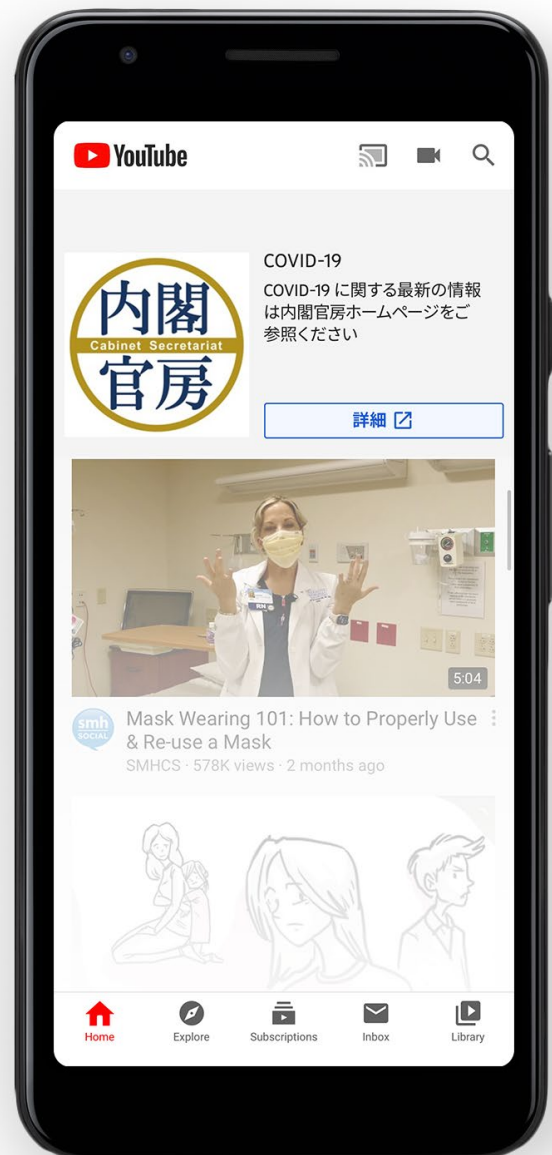 YouTube
内閣
Cabinet Secretariat
官房
COVID-19
COVID-19 に関する最新の情報
は内閣官房ホームページをご
参照ください
詳細
RN
5:04
smh
SOCIAL
Mask Wearing 101: How to Properly Use
& Re-use a Mask
SMHCS · 578K views · 2 months ago
Home
Explore
Subscriptions
Inbox
Library